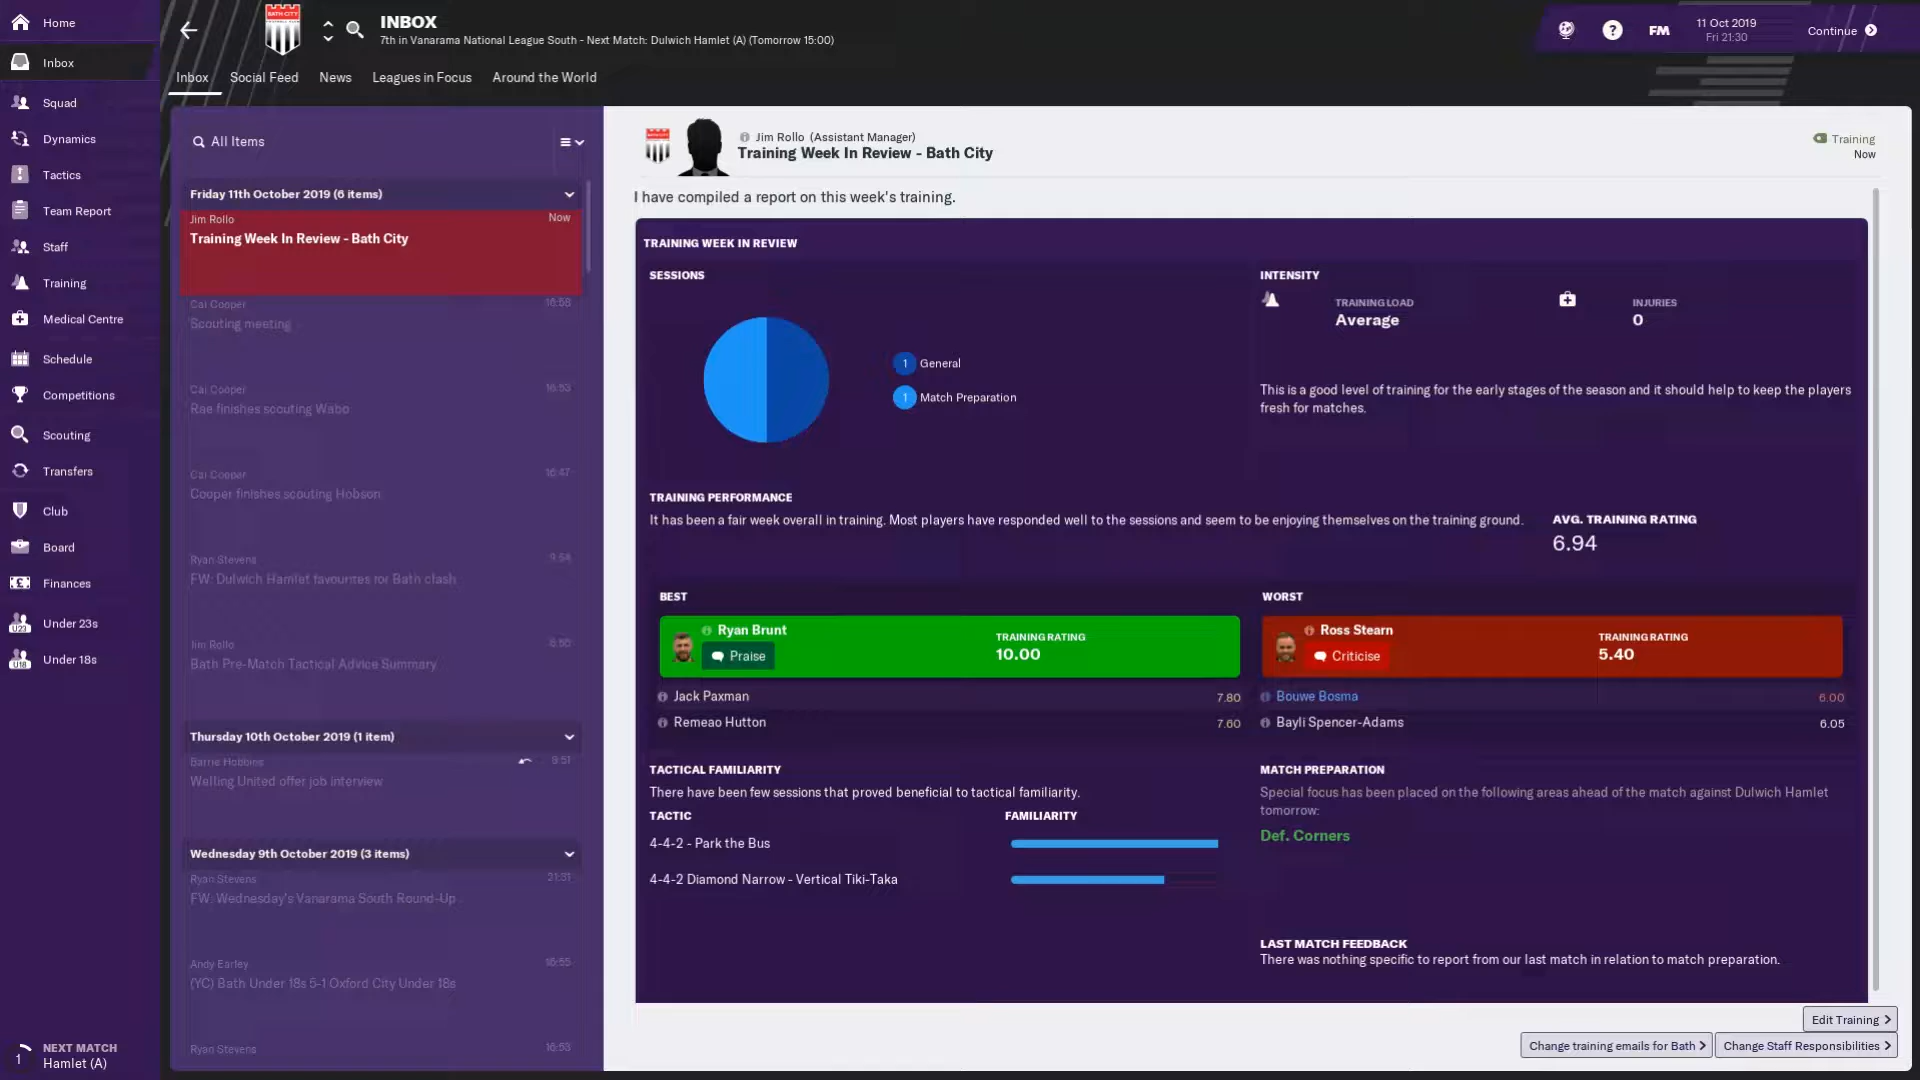 Home
Inbox
Squad
Dynamics
Tactics
Team Report
Staff
Training
Medical Centre
Schedule
Competitions
Scouting
Transfers
Club
Board
Finances
U23
Under 23s
U18
Under 18s
1
NEXT MATCH
Hamlet (A)
BATH CITY
INBOX
7th in Vanarama National League South - Next Match: Dulwich Hamlet (A) (Tomorrow 15:00)
FM
11 Oct 2019
Fri 21:30
Continue
Inbox Social Feed News Leagues in Focus Around the World
All Items
Friday 11th October 2019 (6 items)
Jim Rollo Now
Training Week In Review - Bath City
Cai Cooper 16:58
Scouting meeting
Cai Cooper 16:53
Rae finishes scouting Wabo
Cai Cooper 16:47
Cooper finishes scouting Hobson
Ryan Stevens 9:54
FW: Dulwich Hamlet favourites for Bath clash
Jim Rollo 8:56
Bath Pre-Match Tactical Advice Summary
Thursday 10th October 2019 (1 item)
Barrie Hobbins 9:51
Welling United offer job interview
Wednesday 9th October 2019 (3 items)
Ryan Stevens 21:31
FW: Wednesday's Vanarama South Round-Up
Andy Earley 16:55
(YC) Bath Under 18s 5-1 Oxford City Under 18s
Ryan Stevens 16:53
Jim Rollo (Assistant Manager)
Training Week In Review - Bath City
Training
Now
I have compiled a report on this week's training.
TRAINING WEEK IN REVIEW
SESSIONS
1 General
1 Match Preparation
INTENSITY
TRAINING LOAD
Average
INJURIES
0
This is a good level of training for the early stages of the season and it should help to keep the players
fresh for matches.
TRAINING PERFORMANCE
It has been a fair week overall in training. Most players have responded well to the sessions and seem to be enjoying themselves on the training ground.
AVG. TRAINING RATING
6.94
BEST
Ryan Brunt
Praise
TRAINING RATING
10.00
Jack Paxman 7.80
Remeao Hutton 7.60
WORST
Ross Stearn
Criticise
TRAINING RATING
5.40
Bouwe Bosma 6.00
Bayli Spencer-Adams 6.05
TACTICAL FAMILIARITY
There have been few sessions that proved beneficial to tactical familiarity.
TACTIC FAMILIARITY
4-4-2 - Park the Bus
4-4-2 Diamond Narrow - Vertical Tiki-Taka
MATCH PREPARATION
Special focus has been placed on the following areas ahead of the match against Dulwich Hamlet
tomorrow:
Def. Corners
LAST MATCH FEEDBACK
There was nothing specific to report from our last match in relation to match preparation.
Edit Training
Change training emails for Bath
Change Staff Responsibilities